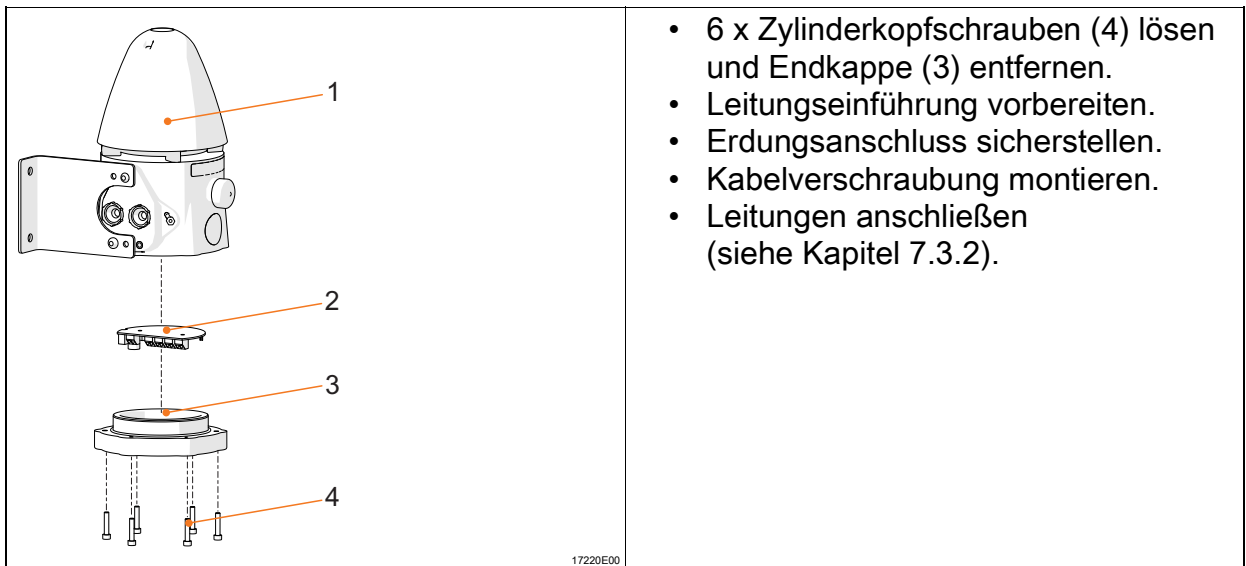 1
2
3
4
17220E00
• 6 x Zylinderkopfschrauben (4) lösen
und Endkappe (3) entfernen.
• Leitungseinführung vorbereiten.
• Erdungsanschluss sicherstellen.
• Kabelverschraubung montieren.
• Leitungen anschließen
(siehe Kapitel 7.3.2).